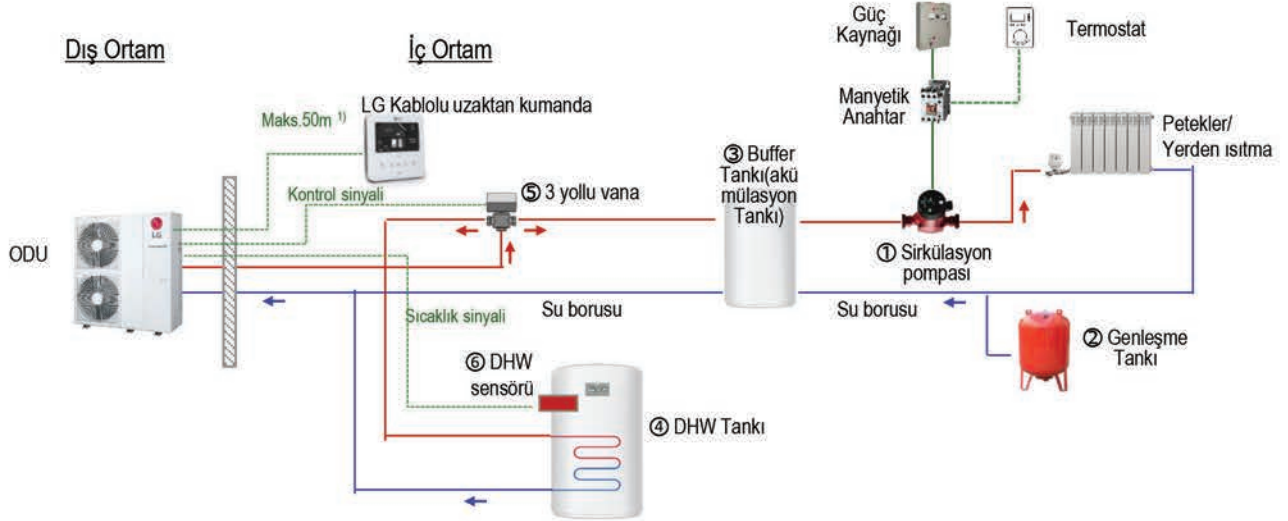 Dış Ortam
İç Ortam
Güç
Kaynağı
Termostat
LG Kablolu uzaktan kumanda
Maks.50m ¹⁾
Manyetik
Anahtar
Petekler/
Yerden ısıtma
③ Buffer
Tankı(akü
mülasyon
Tankı)
Kontrol sinyali
⑤ 3 yollu vana
LG
ODU
① Sirkülasyon
pompası
Su borusu
Su borusu
Sıcaklık sinyali
② Genleşme
Tankı
⑥ DHW
sensörü
④ DHW Tankı